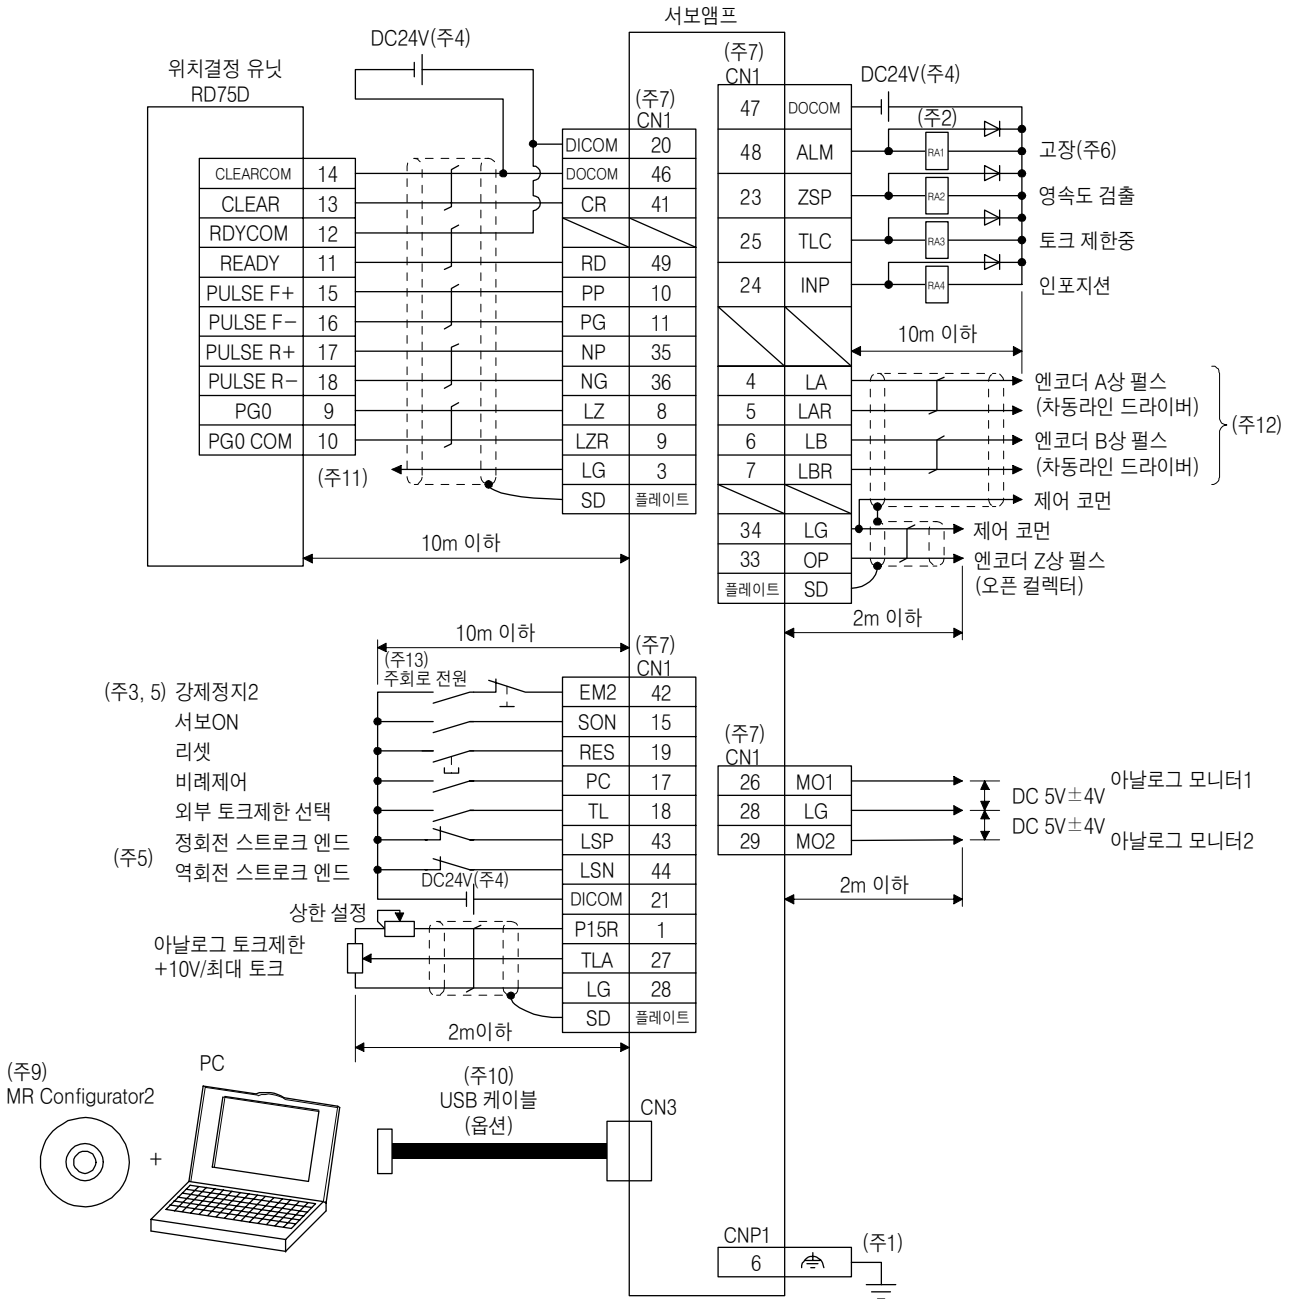 서보앰프
DC24V(주4)
위치결정 유닛
RD75D
(주7)
CN1
DICOM 20
CLEARCOM 14 DOCOM 46
CLEAR 13 CR 41
RDYCOM 12
READY 11 RD 49
PULSE F+ 15 PP 10
PULSE F− 16 PG 11
PULSE R+ 17 NP 35
PULSE R− 18 NG 36
PG0 9 LZ 8
PG0 COM 10 LZR 9
(주11) LG 3
SD 플레이트
10m 이하
(주7)
CN1
DC24V(주4)
47 DOCOM
(주2)
48 ALM RA1 고장(주6)
23 ZSP RA2 영속도 검출
25 TLC RA3 토크 제한중
24 INP RA4 인포지션
10m 이하
4 LA 엔코더 A상 펄스
5 LAR (차동라인 드라이버)
6 LB 엔코더 B상 펄스
7 LBR (차동라인 드라이버)
(주12)
제어 코먼
34 LG 제어 코먼
33 OP 엔코더 Z상 펄스
(오픈 컬렉터)
플레이트 SD
2m 이하
10m 이하
(주7)
CN1
(주13)
주회로 전원
(주3, 5) 강제정지2 EM2 42
서보ON SON 15
리셋 RES 19
비례제어 PC 17
외부 토크제한 선택 TL 18
정회전 스트로크 엔드 LSP 43
(주5)
역회전 스트로크 엔드 LSN 44
DC24V(주4)
DICOM 21
상한 설정
P15R 1
아날로그 토크제한
+10V/최대 토크
TLA 27
LG 28
SD 플레이트
2m이하
(주7)
CN1
26 MO1 아날로그 모니터1
DC 5V±4V
28 LG
DC 5V±4V
29 MO2 아날로그 모니터2
2m 이하
(주9)
MR Configurator2
+
PC
(주10)
USB 케이블
(옵션)
CN3
CNP1
6
(주1)